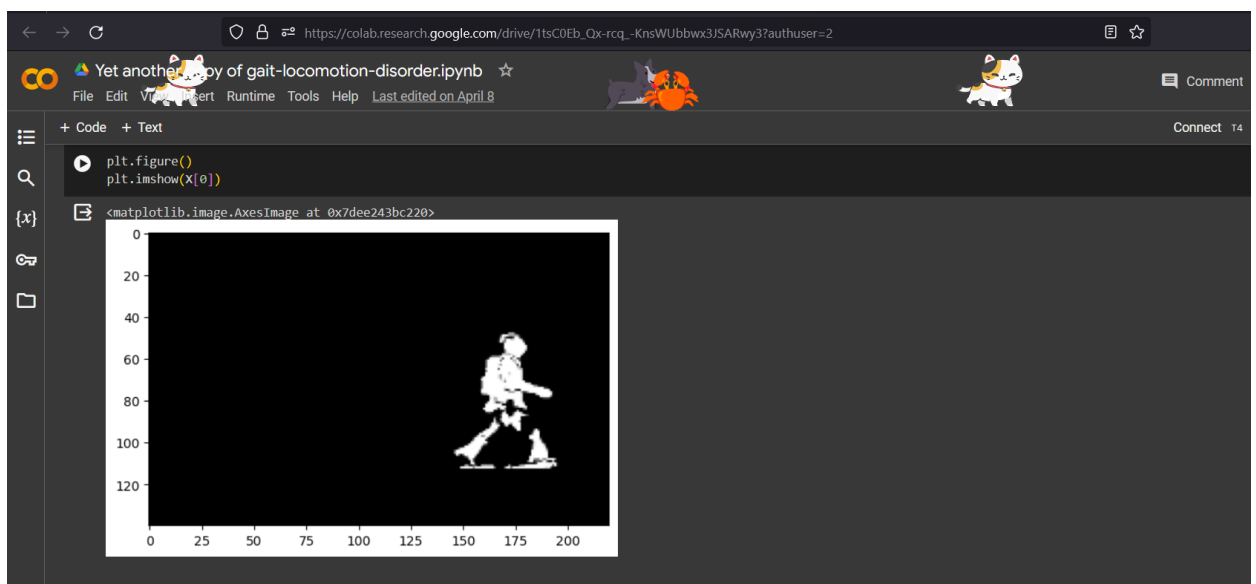 https://colab.research.google.com/drive/1tsC0Eb_Qx-rcq_-KnsWUbbwx3JSARwy3?authuser=2
Yet another copy of gait-locomotion-disorder.ipynb
File Edit View Insert Runtime Tools Help Last edited on April 8
Comment
+ Code + Text
Connect T4
plt.figure()
plt.imshow(X[0])
{x}
<matplotlib.image.AxesImage at 0x7dee243bc220>
0
20
40
60
80
100
120
0 25 50 75 100 125 150 175 200